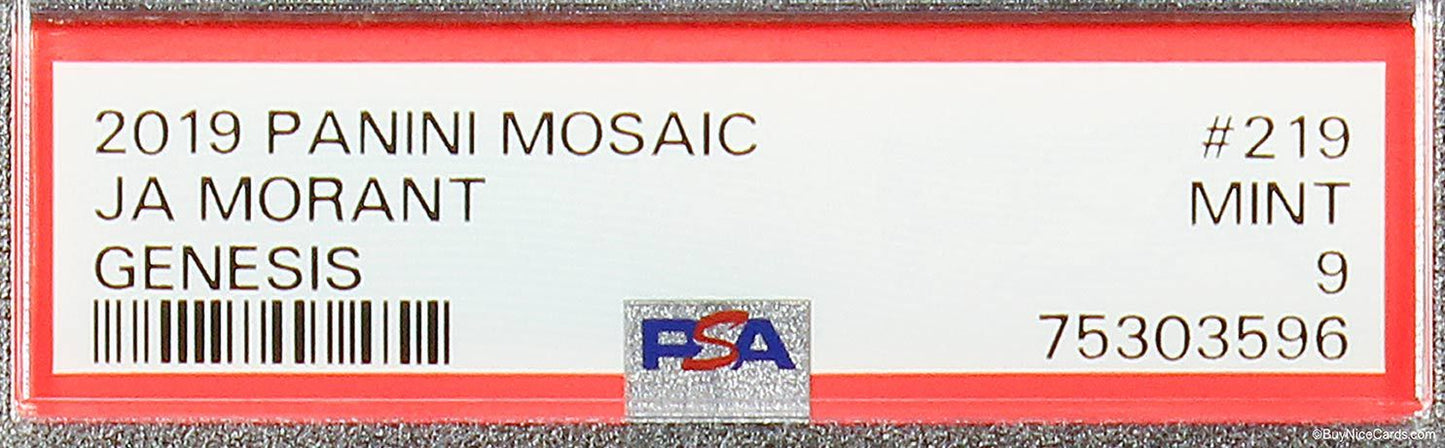 2019 PANINI MOSAIC #219
JA MORANT MINT
GENESIS 9
75303596
PSA
©BuyNiceCards.com